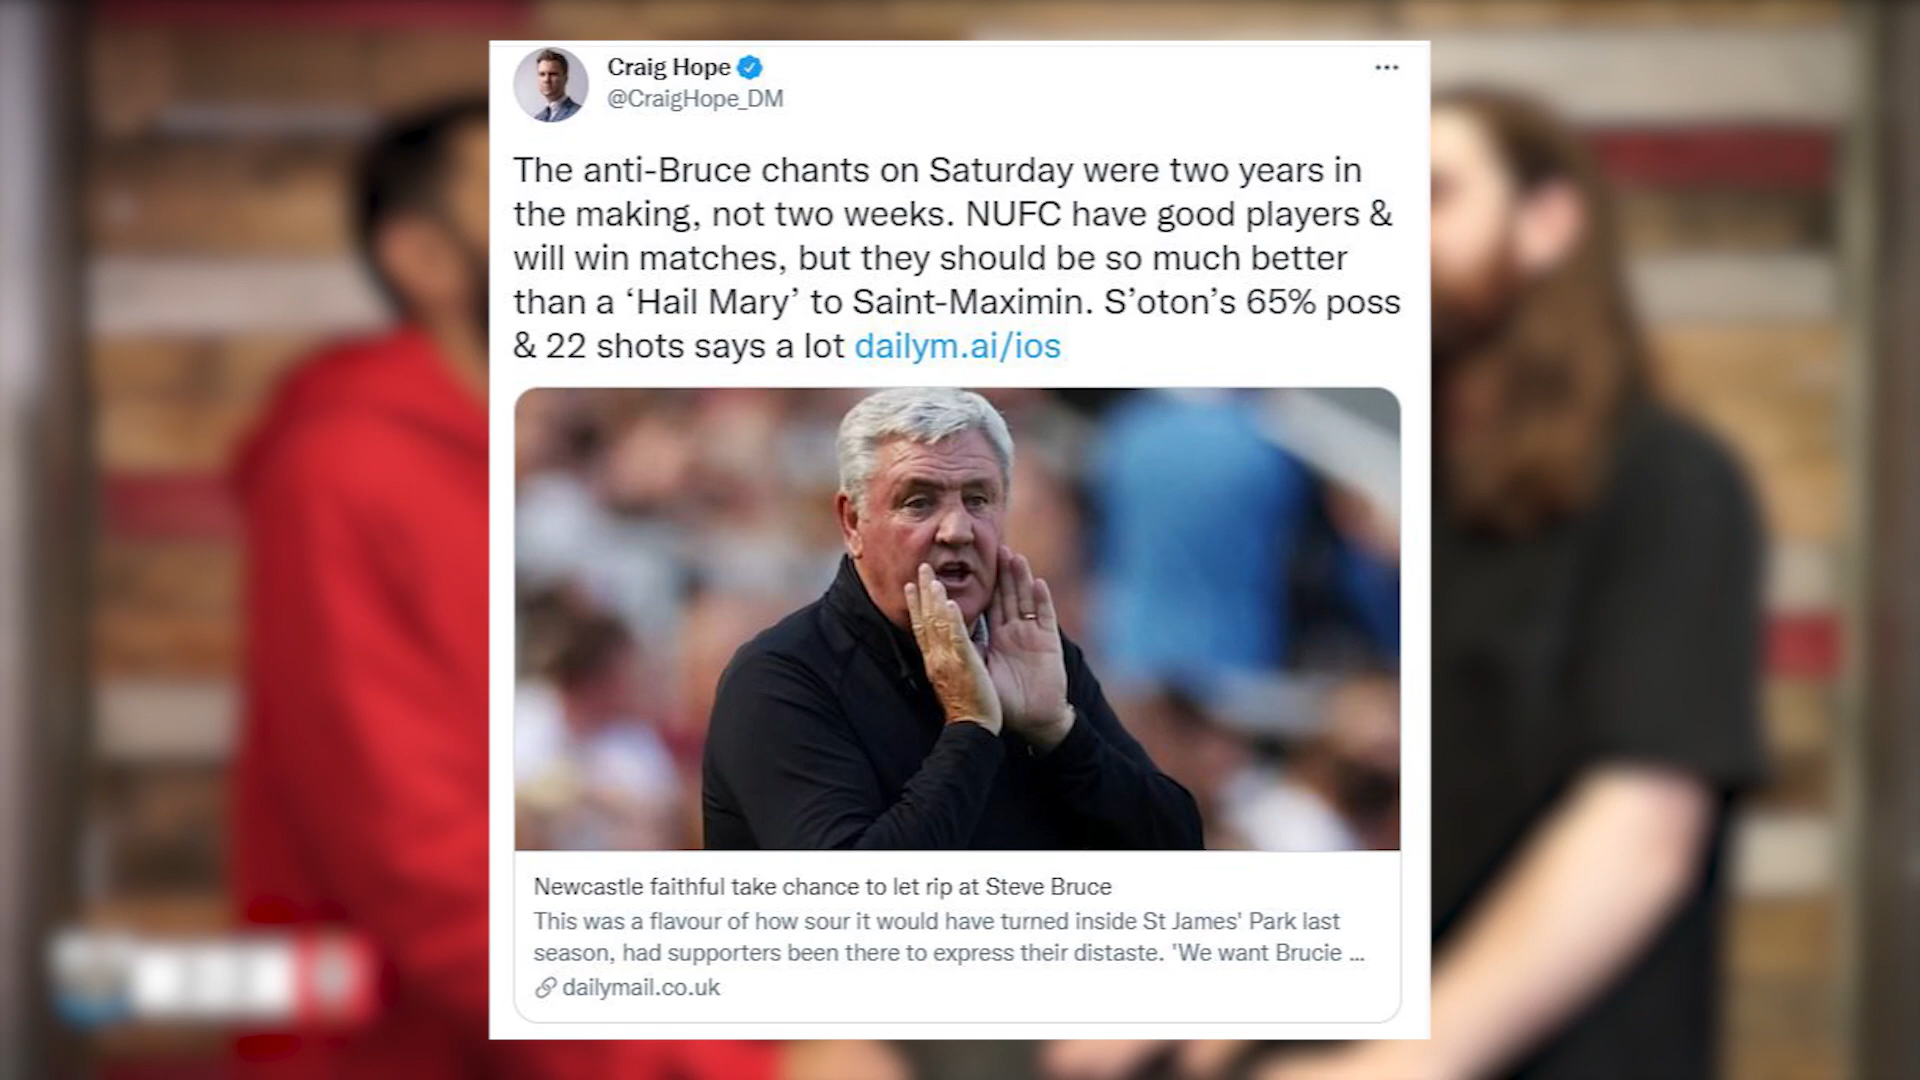 Craig Hope
@CraigHope_DM
The anti-Bruce chants on Saturday were two years in
the making, not two weeks. NUFC have good players &
will win matches, but they should be so much better
than a ‘Hail Mary’ to Saint-Maximin. S’oton’s 65% poss
& 22 shots says a lot dailym.ai/ios
Newcastle faithful take chance to let rip at Steve Bruce
This was a flavour of how sour it would have turned inside St James' Park last
season, had supporters been there to express their distaste. 'We want Brucie ...
dailymail.co.uk